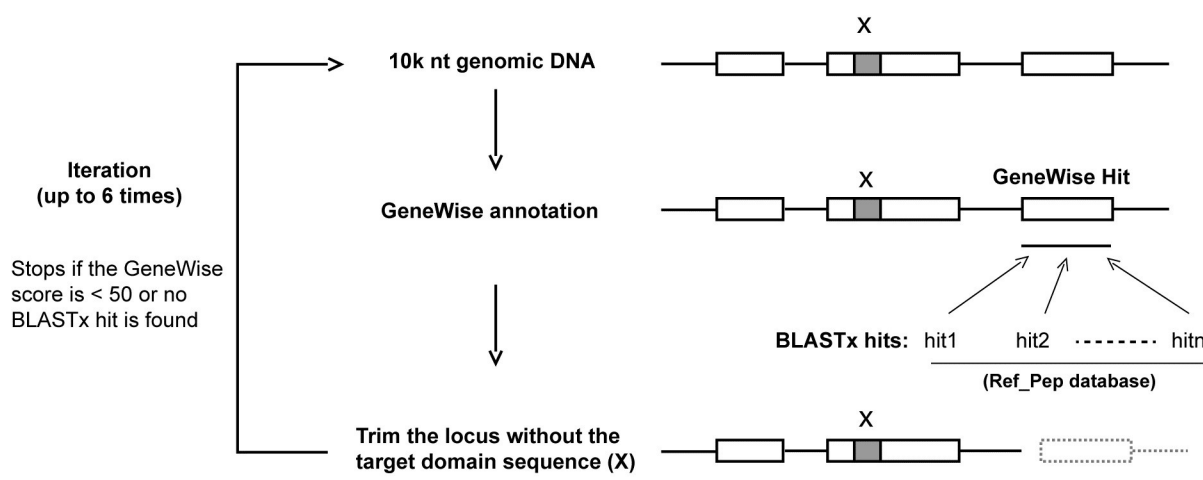 X
10k nt genomic DNA
Iteration
(up to 6 times)
X
GeneWise Hit
GeneWise annotation
Stops if the GeneWise
score is < 50 or no
BLASTx hit is found
BLASTx hits: hit1 hit2 hitn
(Ref_Pep database)
X
Trim the locus without the
target domain sequence (X)